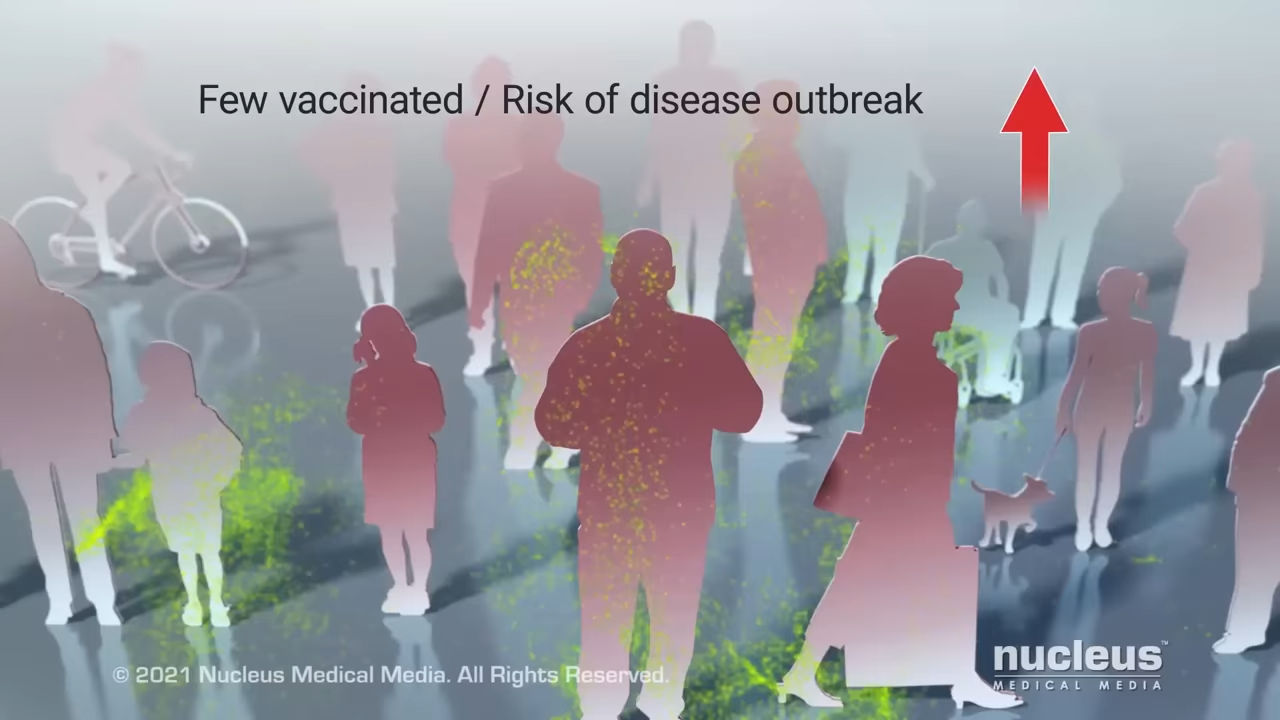 Few vaccinated / Risk of disease outbreak
© 2021 Nucleus Medical Media. All Rights Reserved.
nucleus™
MEDICAL MEDIA